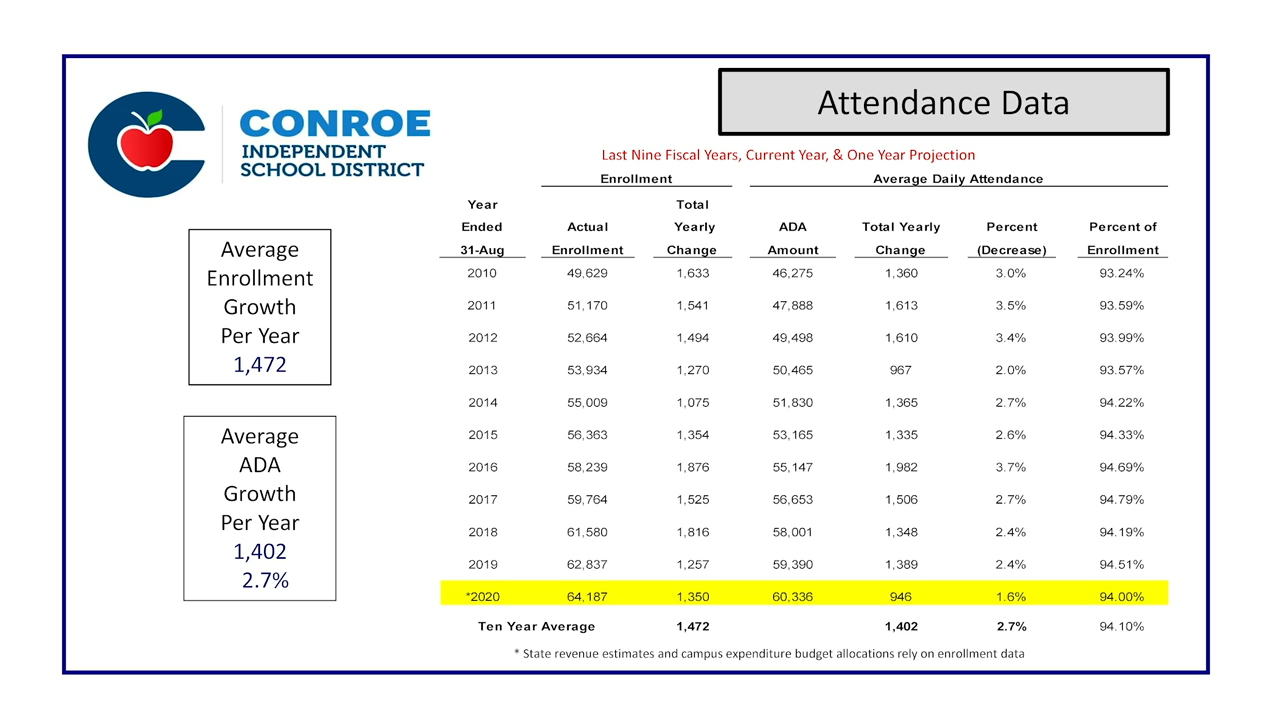 CONROE
INDEPENDENT
SCHOOL DISTRICT
Attendance Data
Last Nine Fiscal Years, Current Year, & One Year Projection
Enrollment Average Daily Attendance
Year Total
Ended Actual Yearly ADA Total Yearly Percent Percent of
31-Aug Enrollment Change Amount Change (Decrease) Enrollment
2010 49,629 1,633 46,275 1,360 3.0% 93.24%
2011 51,170 1,541 47,888 1,613 3.5% 93.59%
2012 52,664 1,494 49,498 1,610 3.4% 93.99%
2013 53,934 1,270 50,465 967 2.0% 93.57%
2014 55,009 1,075 51,830 1,365 2.7% 94.22%
2015 56,363 1,354 53,165 1,335 2.6% 94.33%
2016 58,239 1,876 55,147 1,982 3.7% 94.69%
2017 59,764 1,525 56,653 1,506 2.7% 94.79%
2018 61,580 1,816 58,001 1,348 2.4% 94.19%
2019 62,837 1,257 59,390 1,389 2.4% 94.51%
*2020 64,187 1,350 60,336 946 1.6% 94.00%
Ten Year Average 1,472 1,402 2.7% 94.10%
* State revenue estimates and campus expenditure budget allocations rely on enrollment data
Average
Enrollment
Growth
Per Year
1,472
Average
ADA
Growth
Per Year
1,402
2.7%